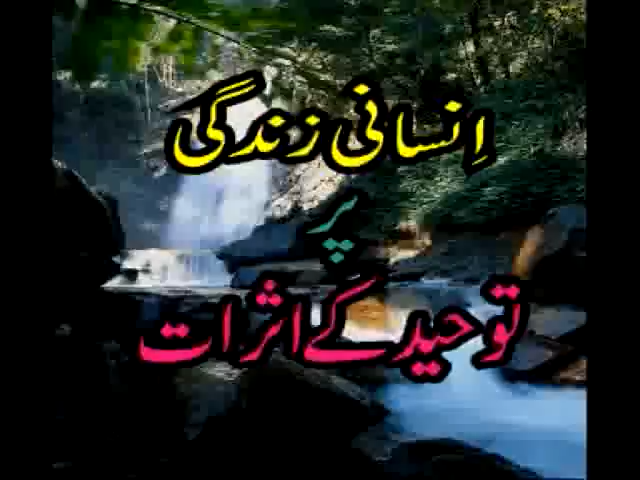 اِنسانی زندگی
پر
توحید کے اثرات